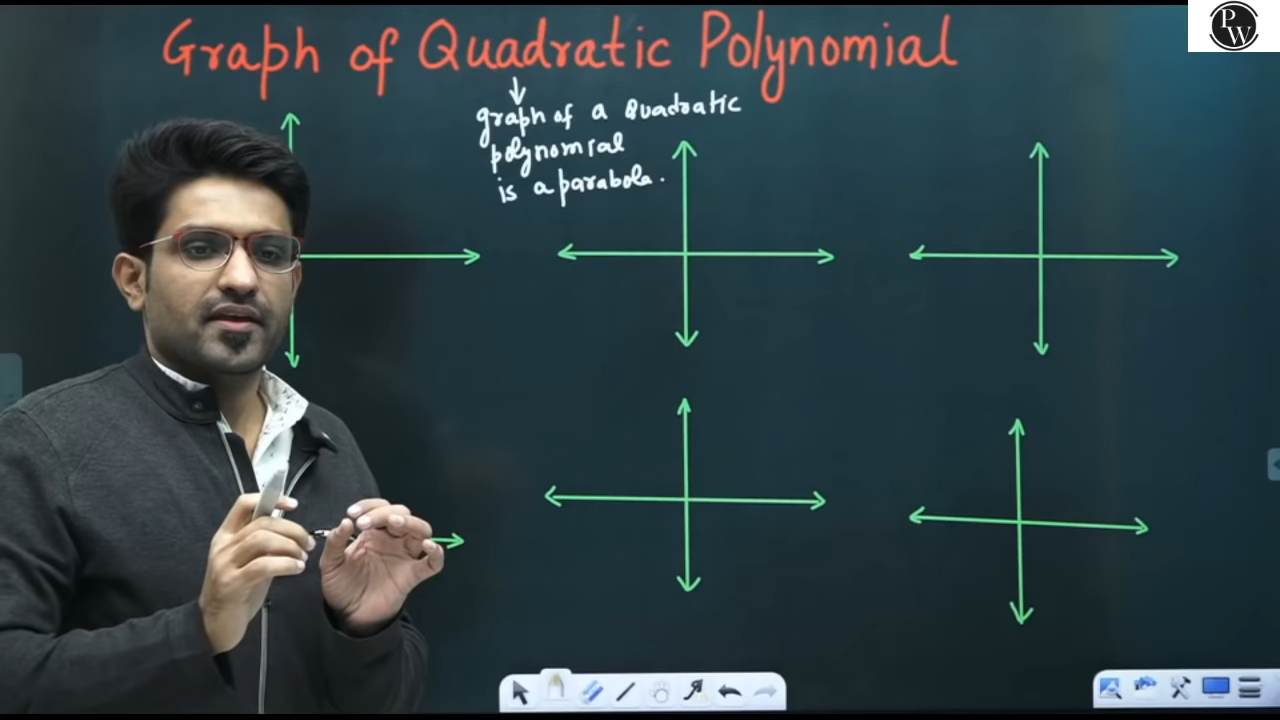 Graph of Quadratic Polynomial
graph of a Quadratic
polynomial
is a parabola.
PW